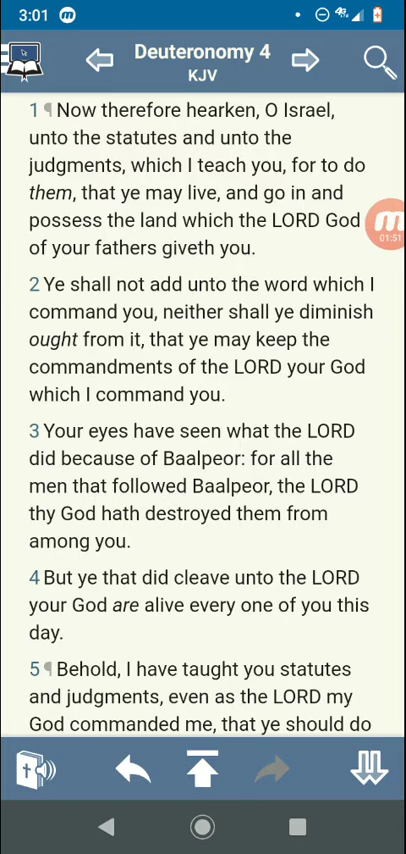 3:01
Deuteronomy 4
KJV
1 ¶ Now therefore hearken, O Israel,
unto the statutes and unto the
judgments, which I teach you, for to do
them, that ye may live, and go in and
possess the land which the LORD God
of your fathers giveth you.
01:51
2 Ye shall not add unto the word which I
command you, neither shall ye diminish
ought from it, that ye may keep the
commandments of the LORD your God
which I command you.
3 Your eyes have seen what the LORD
did because of Baalpeor: for all the
men that followed Baalpeor, the LORD
thy God hath destroyed them from
among you.
4 But ye that did cleave unto the LORD
your God are alive every one of you this
day.
5 ¶ Behold, I have taught you statutes
and judgments, even as the LORD my
God commanded me, that ye should do